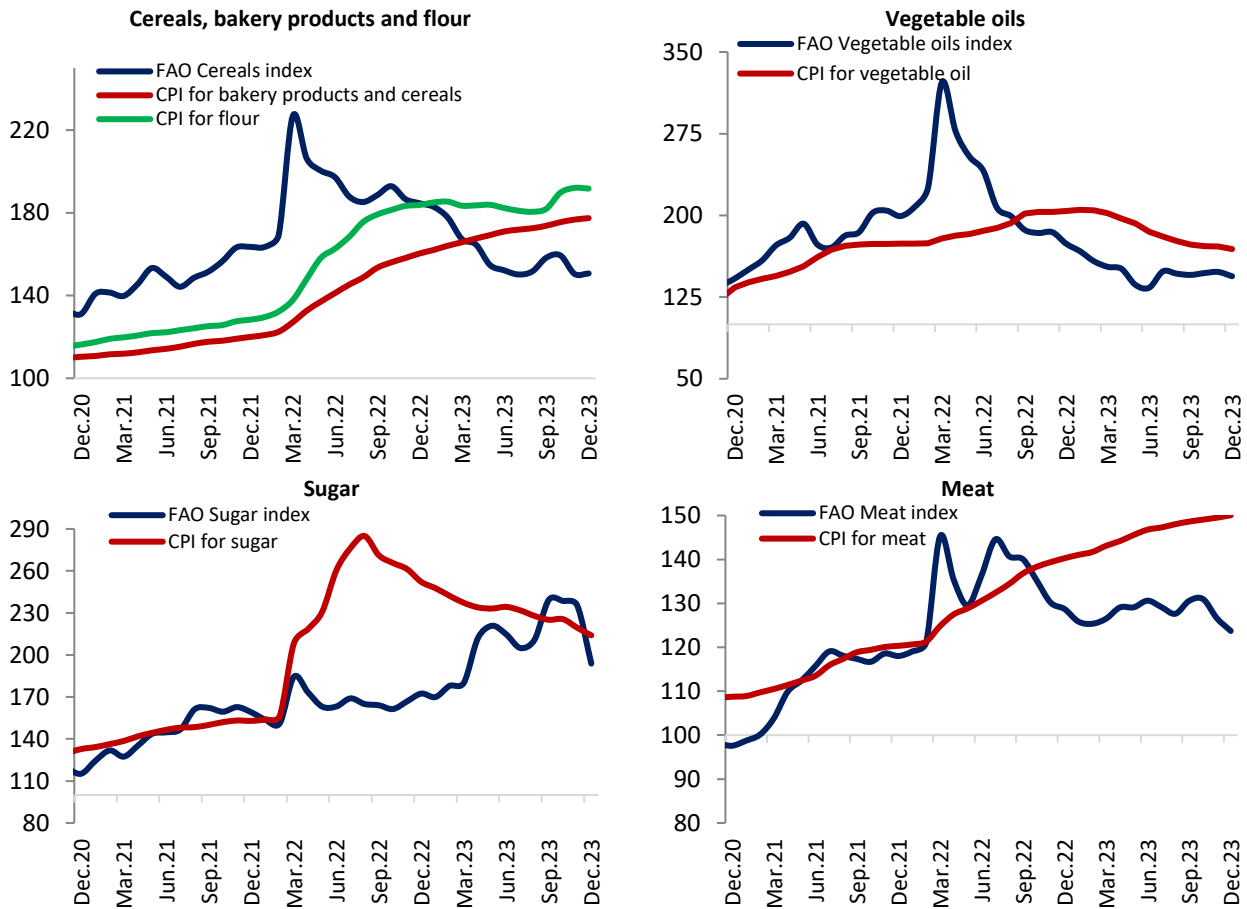 Cereals, bakery products and flour
FAO Cereals index
CPI for bakery products and cereals
CPI for flour
220
180
140
100
Dec.20
Mar.21
Jun.21
Sep.21
Dec.21
Mar.22
Jun.22
Sep.22
Dec.22
Mar.23
Jun.23
Sep.23
Dec.23
Vegetable oils
FAO Vegetable oils index
CPI for vegetable oil
350
275
200
125
50
Dec.20
Mar.21
Jun.21
Sep.21
Dec.21
Mar.22
Jun.22
Sep.22
Dec.22
Mar.23
Jun.23
Sep.23
Dec.23
Sugar
FAO Sugar index
CPI for sugar
290
260
230
200
170
140
110
80
Dec.20
Mar.21
Jun.21
Sep.21
Dec.21
Mar.22
Jun.22
Sep.22
Dec.22
Mar.23
Jun.23
Sep.23
Dec.23
Meat
FAO Meat index
CPI for meat
150
140
130
120
110
100
90
80
Dec.20
Mar.21
Jun.21
Sep.21
Dec.21
Mar.22
Jun.22
Sep.22
Dec.22
Mar.23
Jun.23
Sep.23
Dec.23